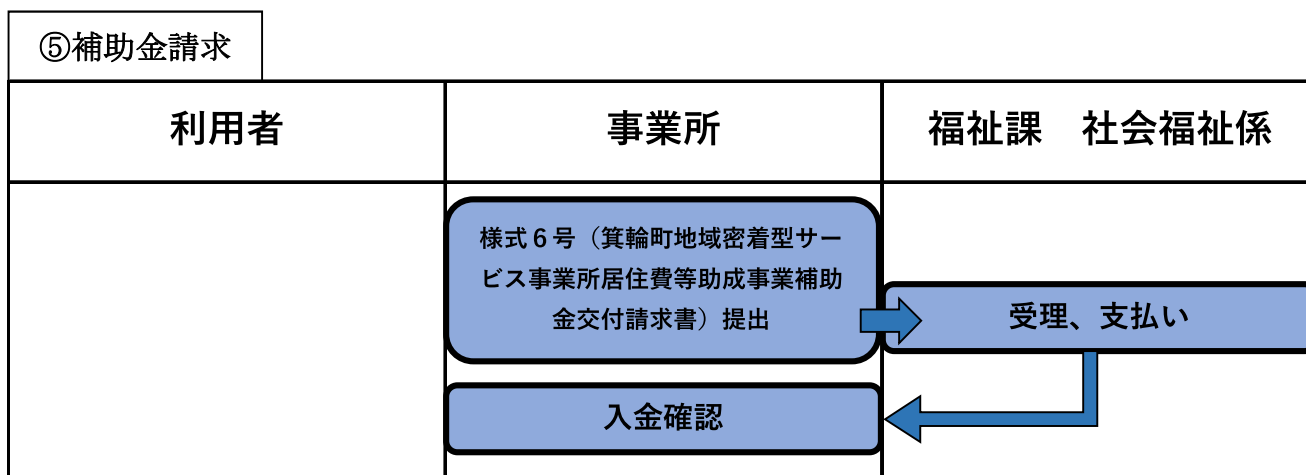 ⑤補助金請求
利用者
事業所
福祉課　社会福祉係
様式６号（箕輪町地域密着型サー
ビス事業所居住費等助成事業補助
金交付請求書）提出
受理、支払い
入金確認